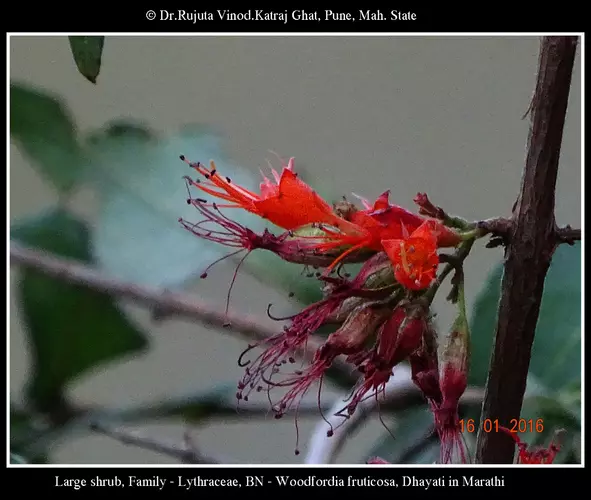 © Dr.Rujuta Vinod.Katraj Ghat, Pune, Mah. State
16 01 2016
Large shrub, Family - Lythraceae, BN - Woodfordia fruticosa, Dhayati in Marathi